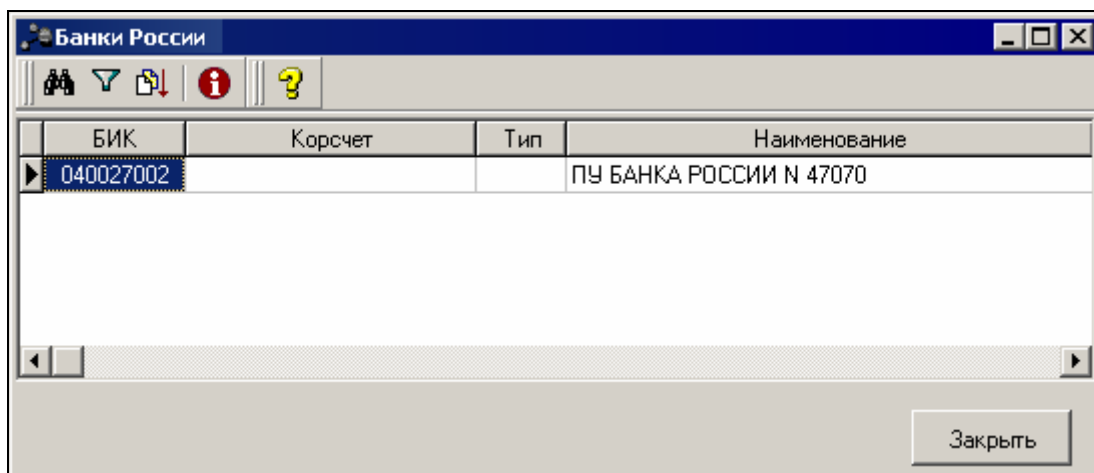 Банки России
БИК Корсчет Тип Наименование
040027002 ПУ БАНКА РОССИИ N 47070
Закрыть